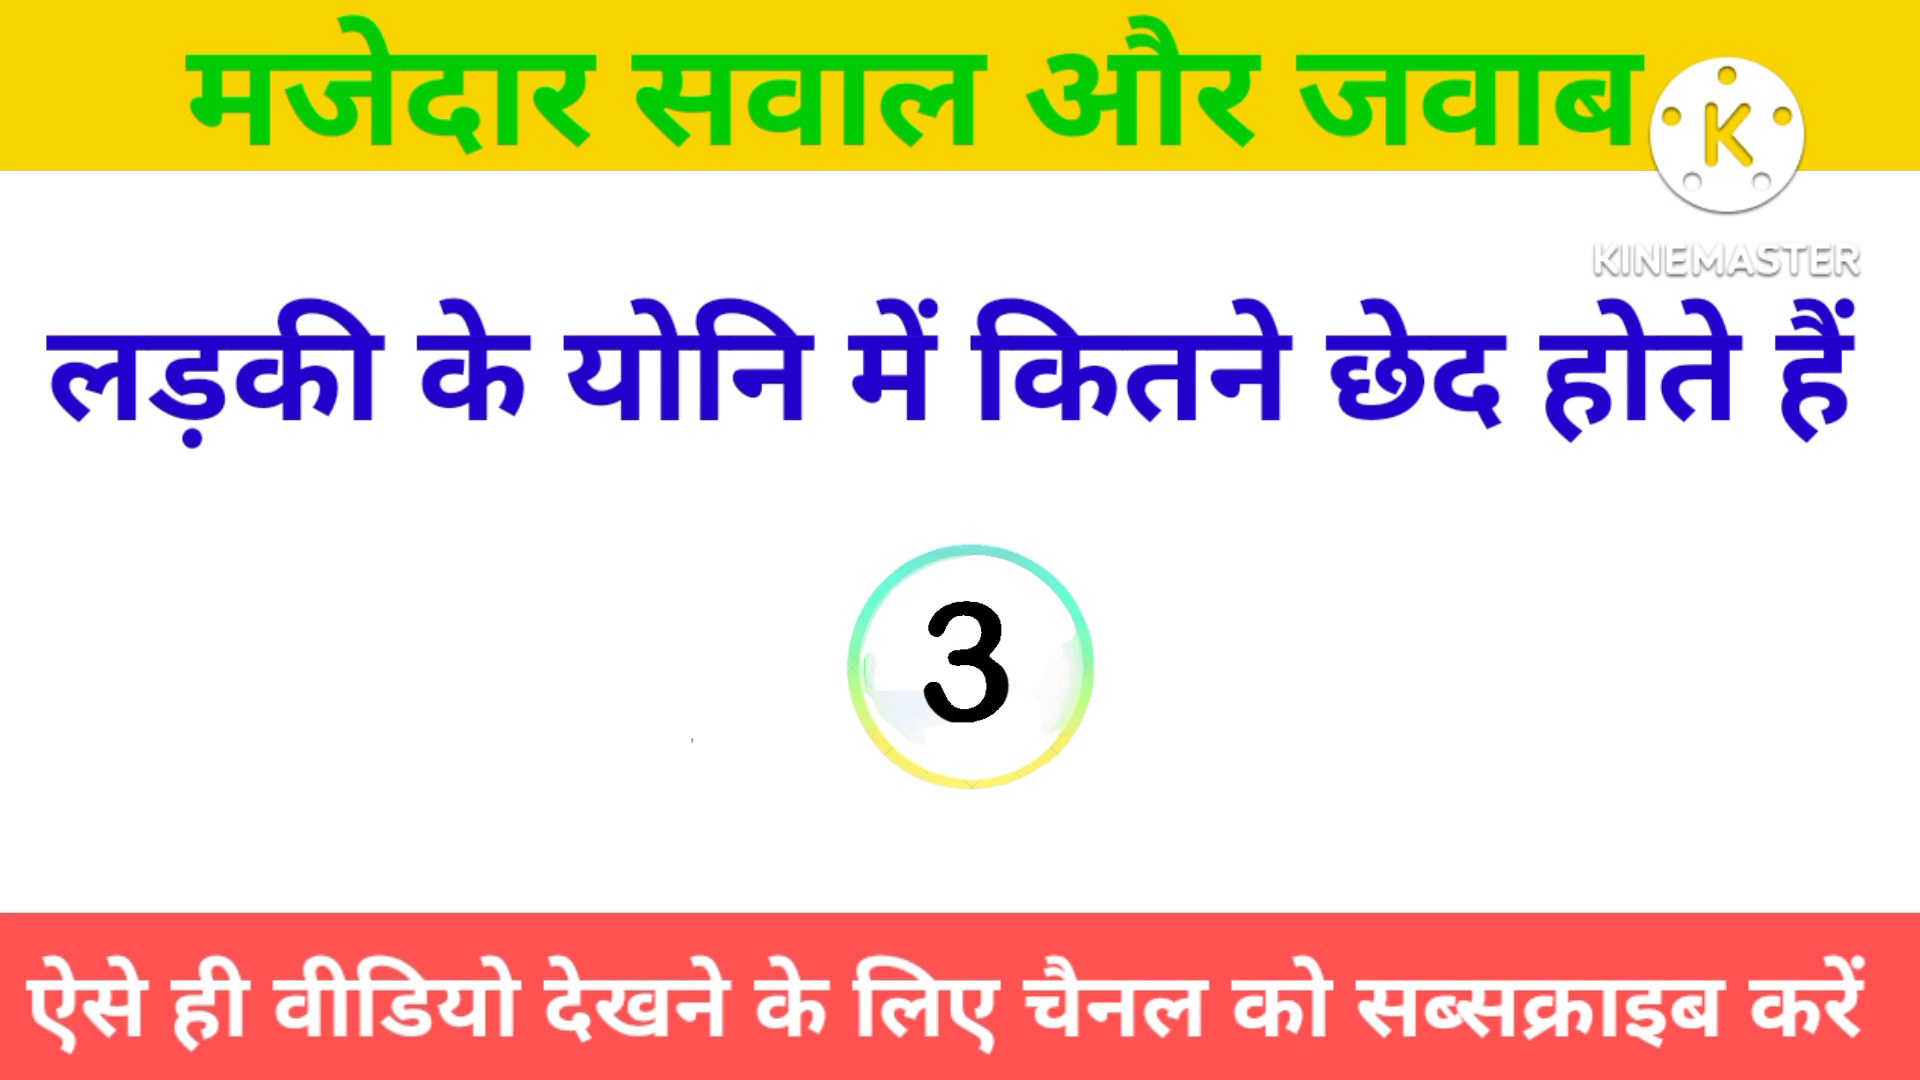 मजेदार सवाल और जवाब
K
KINEMASTER
लड़की के योनि में कितने छेद होते हैं
3
ऐसे ही वीडियो देखने के लिए चैनल को सब्सक्राइब करें